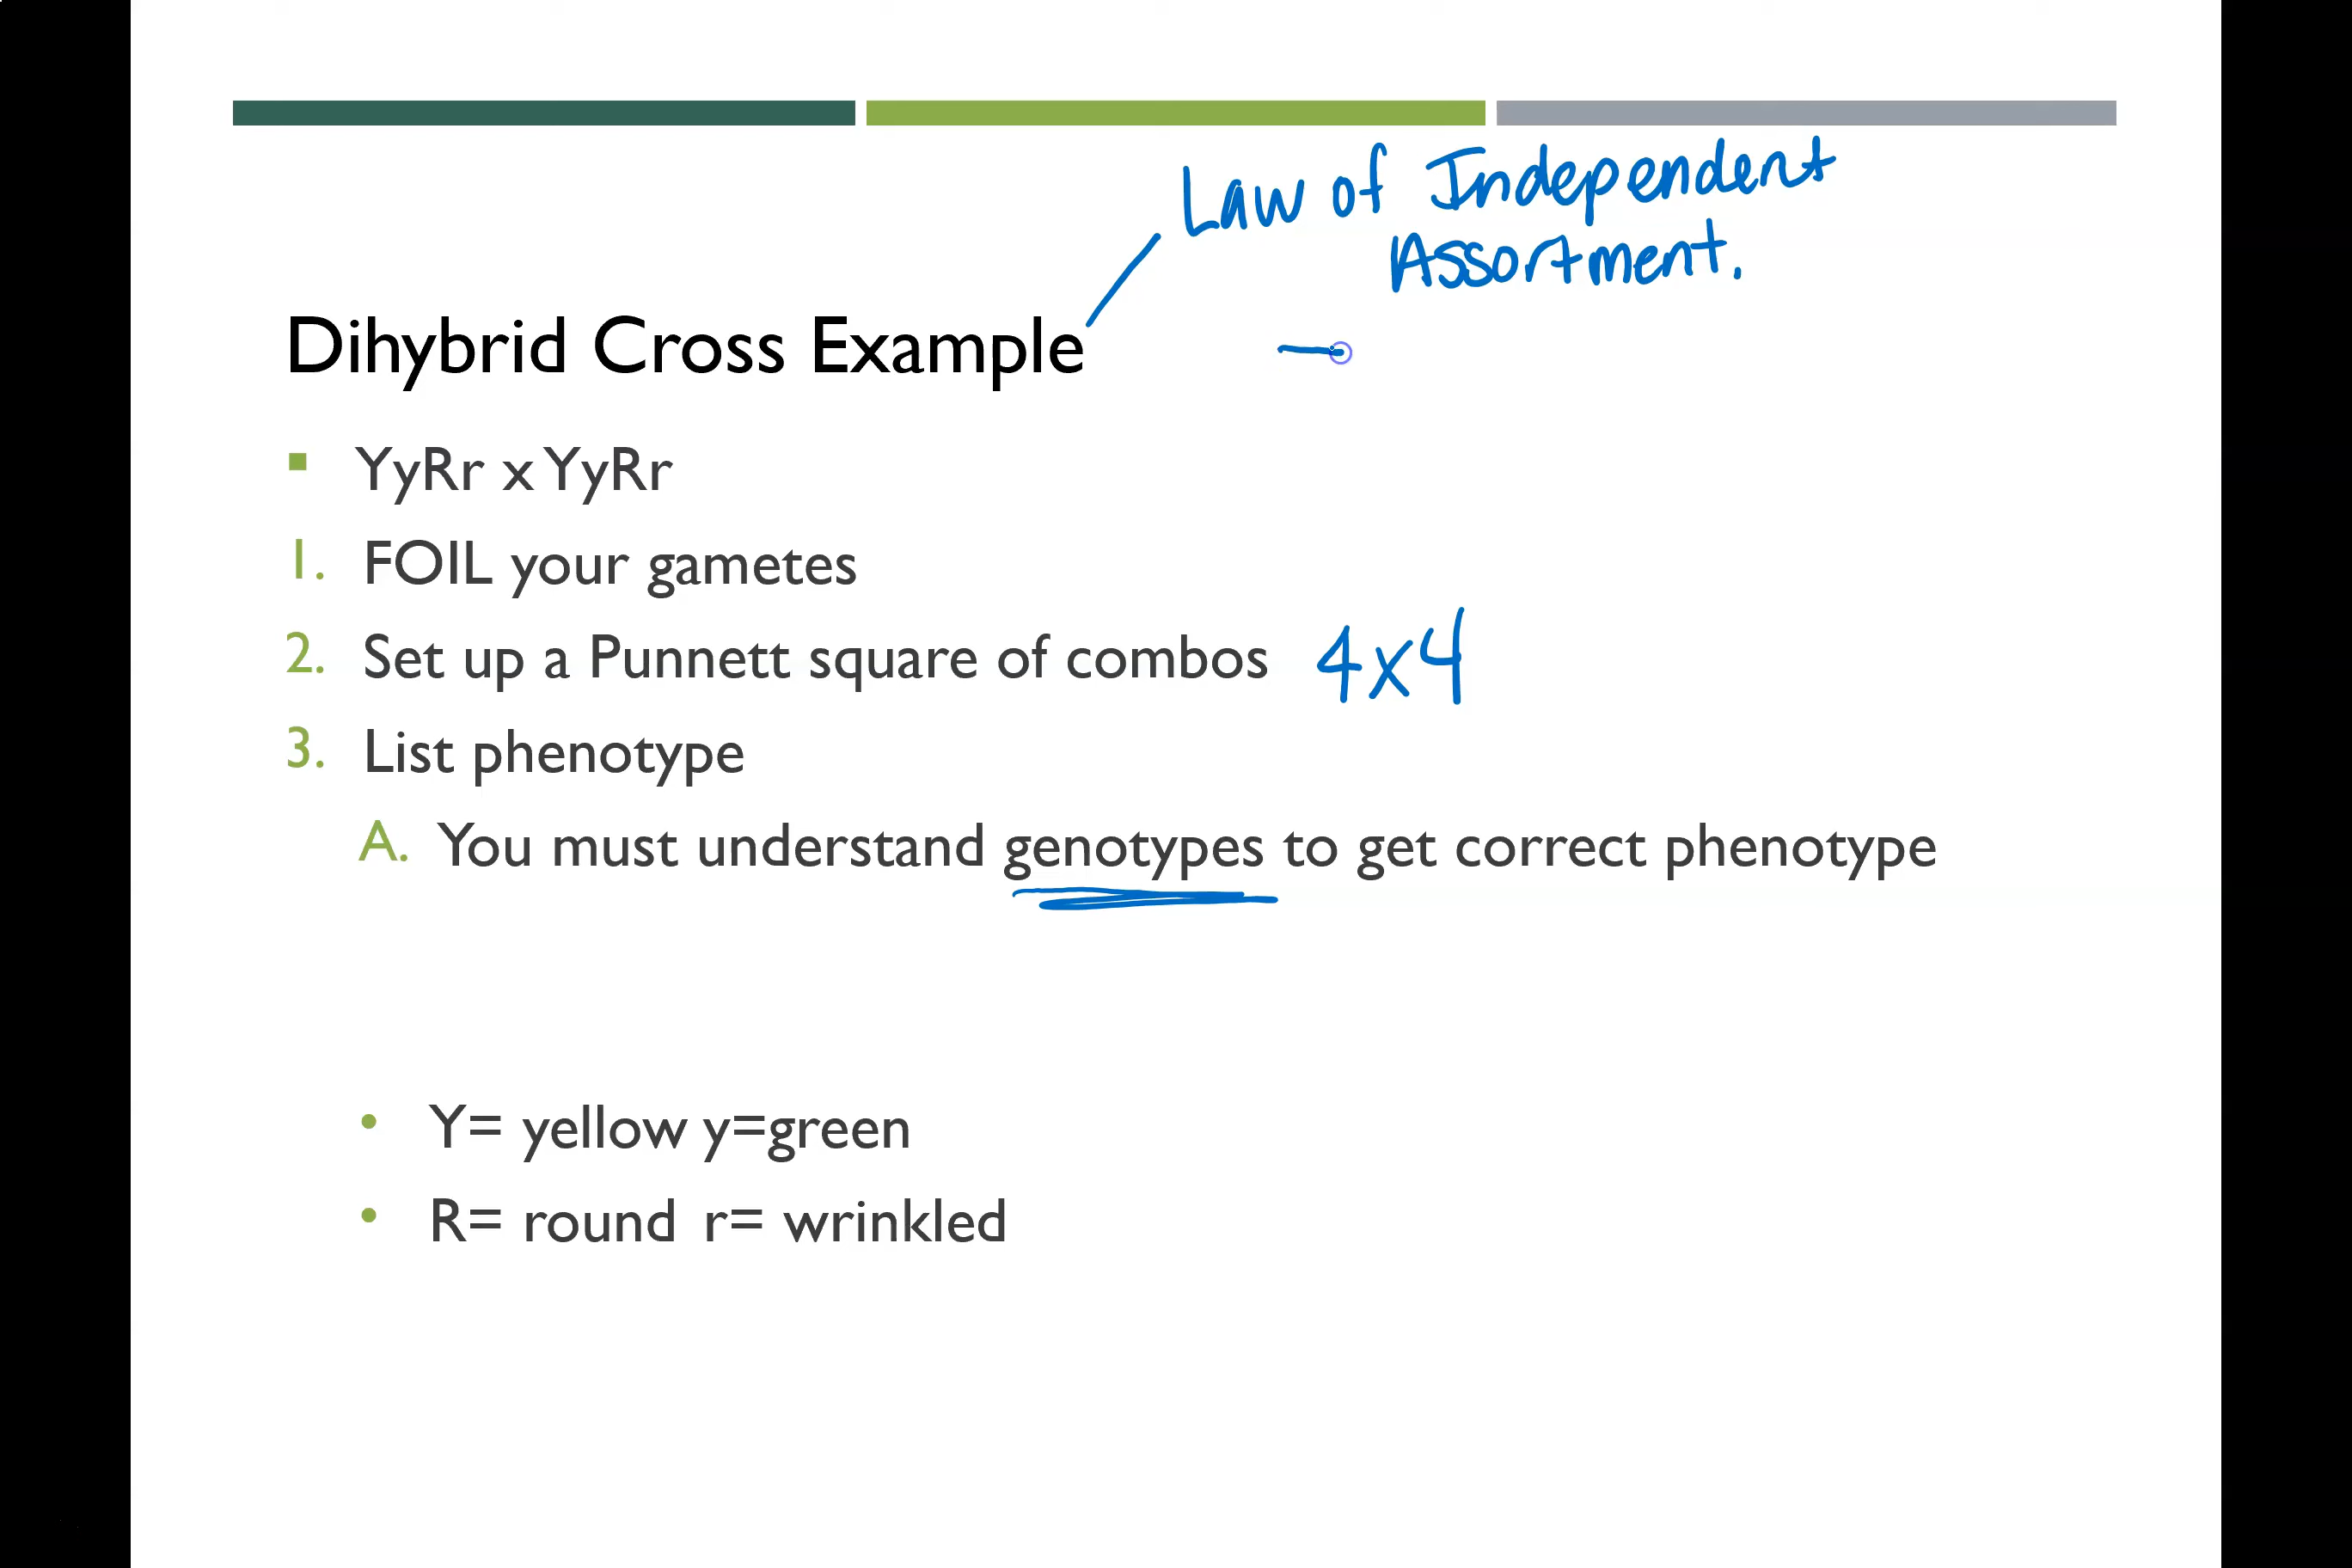 Law of Independent
Assortment.
Dihybrid Cross Example
YyRr x YyRr
1. FOIL your gametes
2. Set up a Punnett square of combos 4x4
3. List phenotype
A. You must understand genotypes to get correct phenotype
• Y= yellow y=green
• R= round r= wrinkled